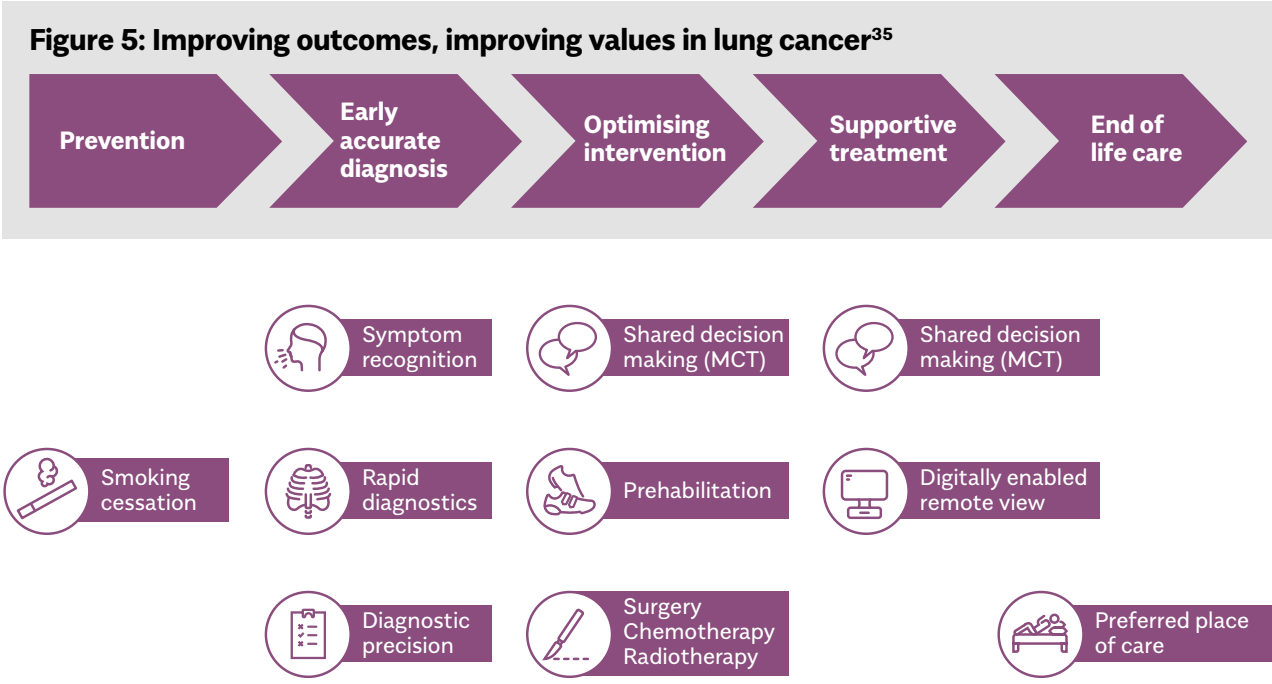 Figure 5: Improving outcomes, improving values in lung cancer³⁵
Prevention
Early
accurate
diagnosis
Optimising
intervention
Supportive
treatment
End of
life care
Symptom
recognition
Shared decision
making (MCT)
Shared decision
making (MCT)
Smoking
cessation
Rapid
diagnostics
Prehabilitation
Digitally enabled
remote view
Diagnostic
precision
Surgery
Chemotherapy
Radiotherapy
Preferred place
of care